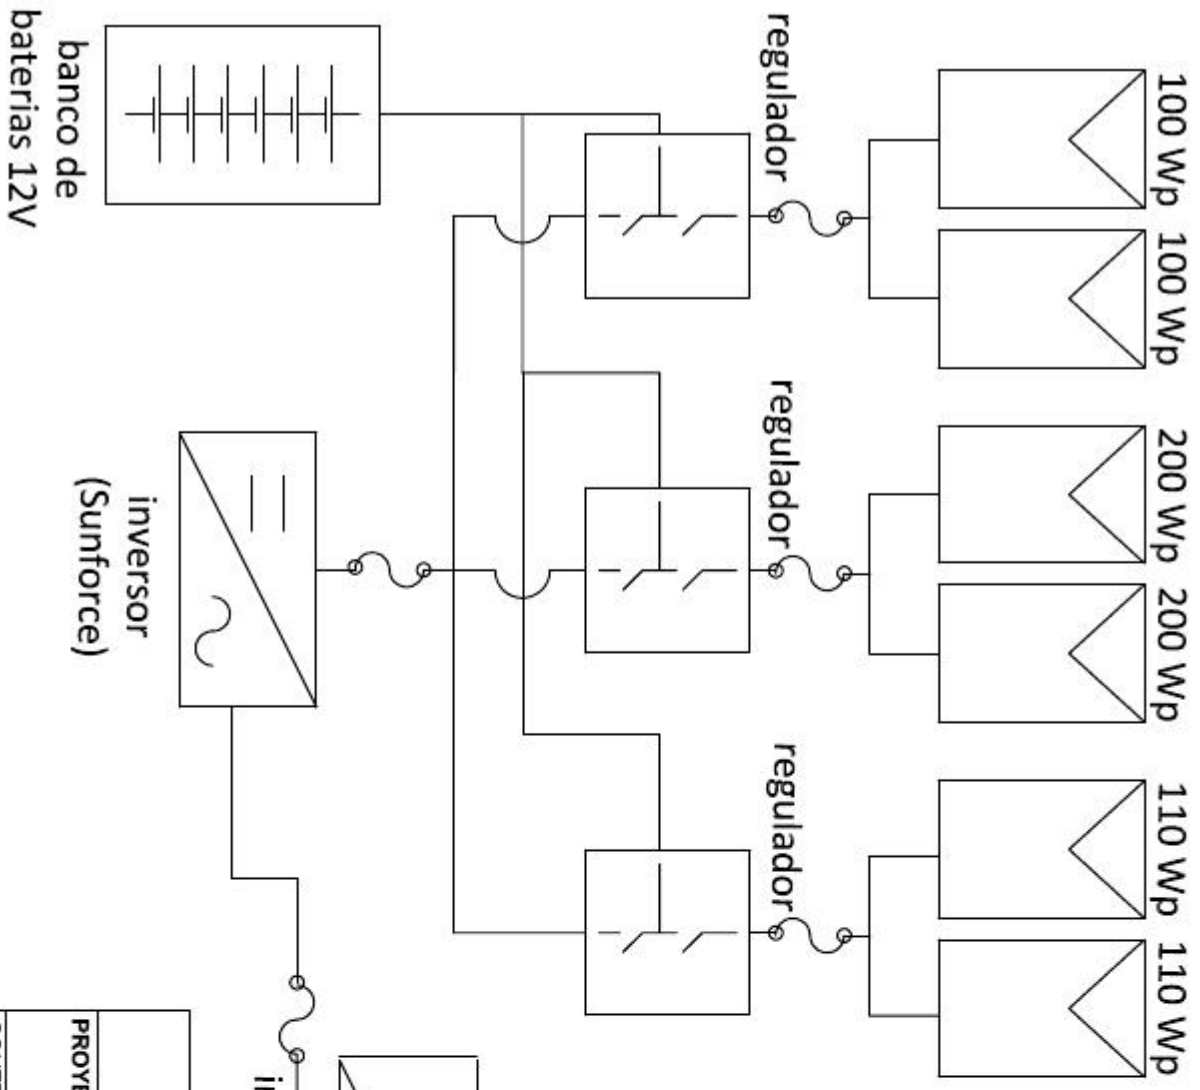 100 Wp
100 Wp
200 Wp
200 Wp
110 Wp
110 Wp
regulador
regulador
regulador
banco de
baterias 12V
inversor
(Sunforce)